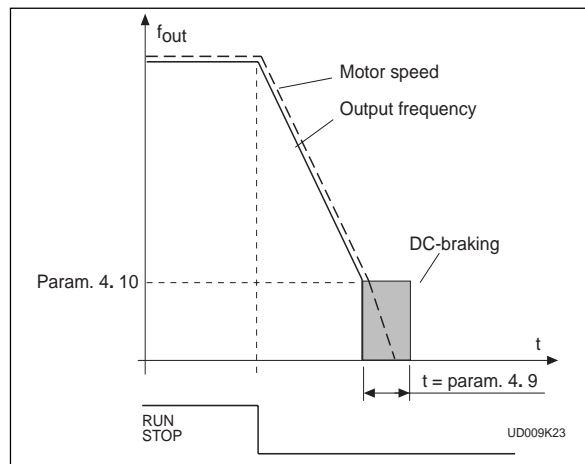 fout
Motor speed
Output frequency
DC-braking
Param. 4. 10
t
t = param. 4. 9
RUN
STOP
UD009K23